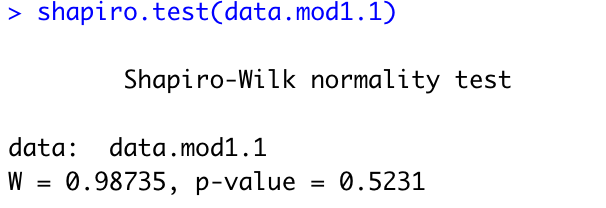 > shapiro.test(data.mod1.1)
Shapiro-Wilk normality test
data:  data.mod1.1
W = 0.98735, p-value = 0.5231